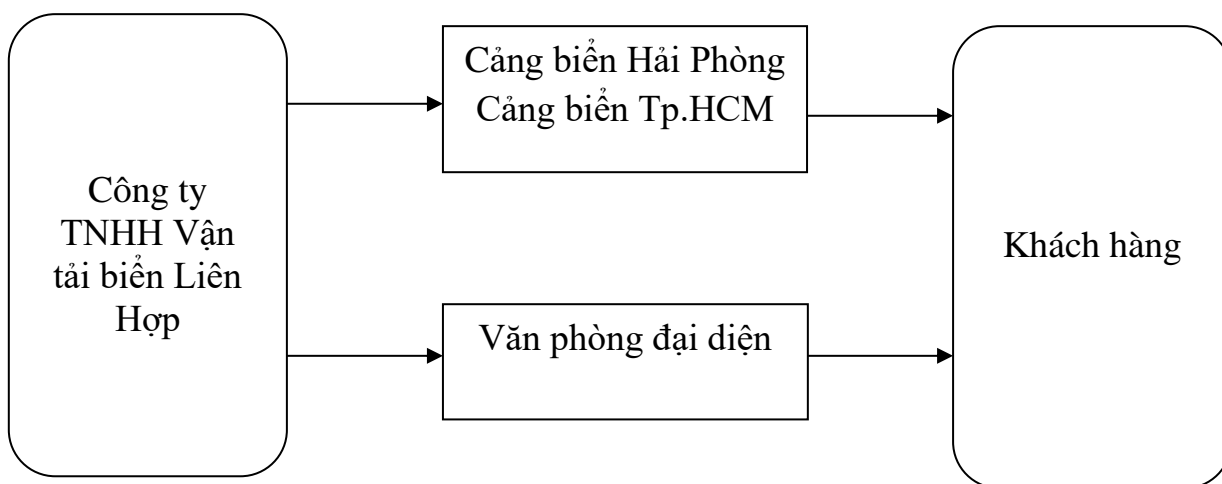 Cảng biển Hải Phòng
Cảng biển Tp.HCM
Công ty
TNHH Vận
tải biển Liên
Hợp
Khách hàng
Văn phòng đại diện